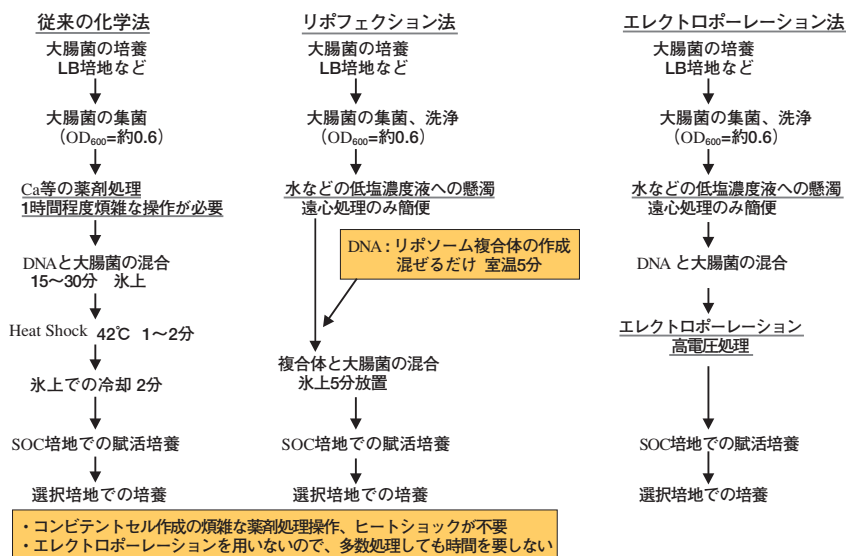 従来の化学法
大腸菌の培養
LB培地など
大腸菌の集菌
(OD₆₀₀=約0.6)
Ca等の薬剤処理
1時間程度煩雑な操作が必要
DNAと大腸菌の混合
15〜30分 氷上
Heat Shock 42℃ 1〜2分
氷上での冷却 2分
SOC培地での賦活培養
選択培地での培養
リポフェクション法
大腸菌の培養
LB培地など
大腸菌の集菌、洗浄
(OD₆₀₀=約0.6)
水などの低塩濃度液への懸濁
遠心処理のみ簡便
DNA:リポソーム複合体の作成
混ぜるだけ 室温5分
複合体と大腸菌の混合
氷上5分放置
SOC培地での賦活培養
選択培地での培養
エレクトロポーレーション法
大腸菌の培養
LB培地など
大腸菌の集菌、洗浄
(OD₆₀₀=約0.6)
水などの低塩濃度液への懸濁
遠心処理のみ簡便
DNA と大腸菌の混合
エレクトロポーレーション
高電圧処理
SOC培地での賦活培養
選択培地での培養
・コンピテントセル作成の煩雑な薬剤処理操作、ヒートショックが不要
・エレクトロポーレーションを用いないので、多数処理しても時間を要しない